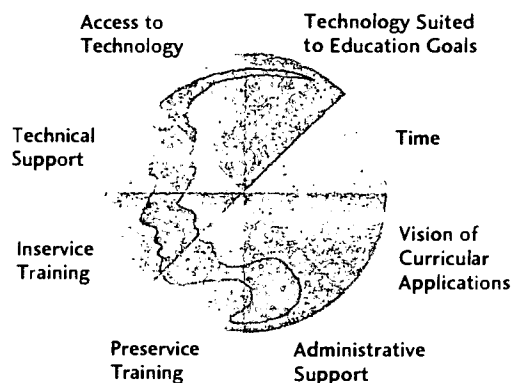 Access to
Technology
Technology Suited
to Education Goals
Technical
Support
Time
Inservice
Training
Vision of
Curricular
Applications
Preservice
Training
Administrative
Support